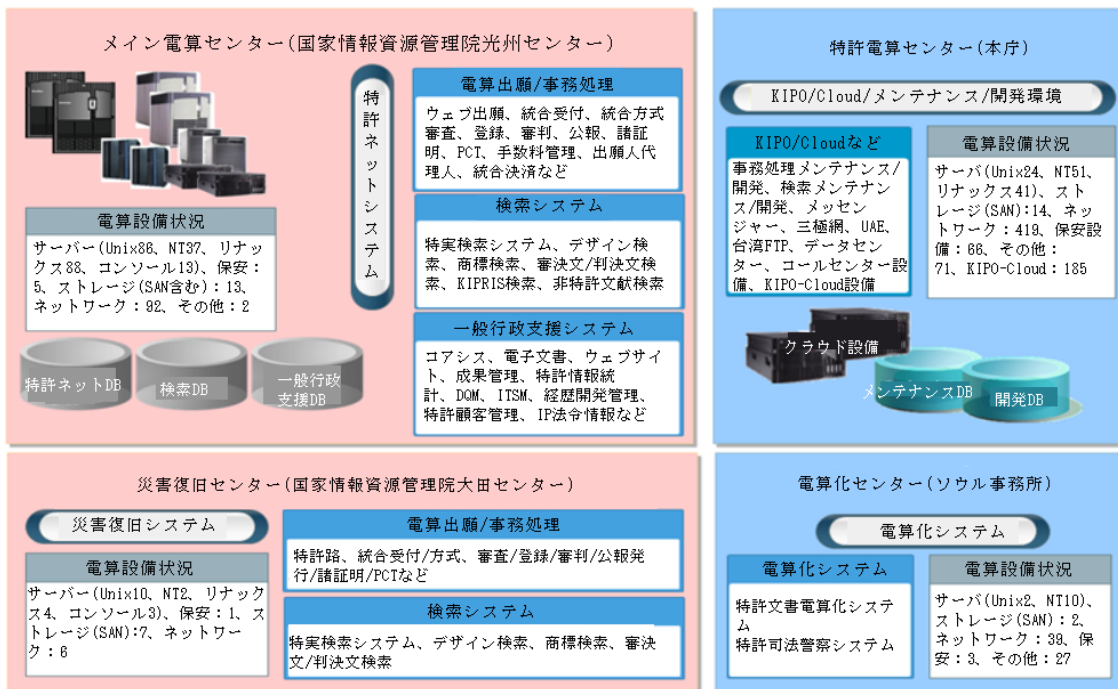 メイン電算センター(国家情報資源管理院光州センター)
特許ネットシステム
電算設備状況
サーバー(Unix86、NT37、リナッ
クス88、コンソール13)、保安：
5、ストレージ(SAN含む)：13、
ネットワーク：92、その他：2
特許ネットDB
検索DB
一般行政
支援DB
電算出願/事務処理
ウェブ出願、統合受付、統合方式
審査、登録、審判、公報、諸証
明、PCT、手数料管理、出願人代
理人、統合決済など
検索システム
特実検索システム、デザイン検
索、商標検索、審決文/判決文検
索、KIPRIS検索、非特許文献検索
一般行政支援システム
コアシス、電子文書、ウェブサイ
ト、成果管理、特許情報統
計、DQM、ITSM、経歴開発管理、
特許顧客管理、IP法令情報など
特許電算センター(本庁)
KIPO/Cloud/メンテナンス/開発環境
KIPO/Cloudなど
事務処理メンテナンス/
開発、検索メンテナン
ス/開発、メッセン
ジャー、三極網、UAE、
台湾FTP、データセン
ター、コールセンター設
備、KIPO-Cloud設備
電算設備状況
サーバ(Unix24、NT51、
リナックス41)、スト
レージ(SAN):14、ネッ
トワーク：419、保安設
備：66、その他：
71、KIPO-Cloud：185
クラウド設備
メンテナンスDB
開発DB
災害復旧センター(国家情報資源管理院大田センター)
災害復旧システム
電算設備状況
サーバー(Unix10、NT2、リナック
ス4、コンソール3)、保安：1、ス
トレージ(SAN):7、ネットワー
ク：6
電算出願/事務処理
特許路、統合受付/方式、審査/登録/審判/公報発
行/諸証明/PCTなど
検索システム
特実検索システム、デザイン検索、商標検索、審決
文/判決文検索
電算化センター(ソウル事務所)
電算化システム
電算化システム
特許文書電算化システ
ム
特許司法警察システム
電算設備状況
サーバ(Unix2、NT10)、
ストレージ(SAN)：2、
ネットワーク：39、保
安：3、その他：27